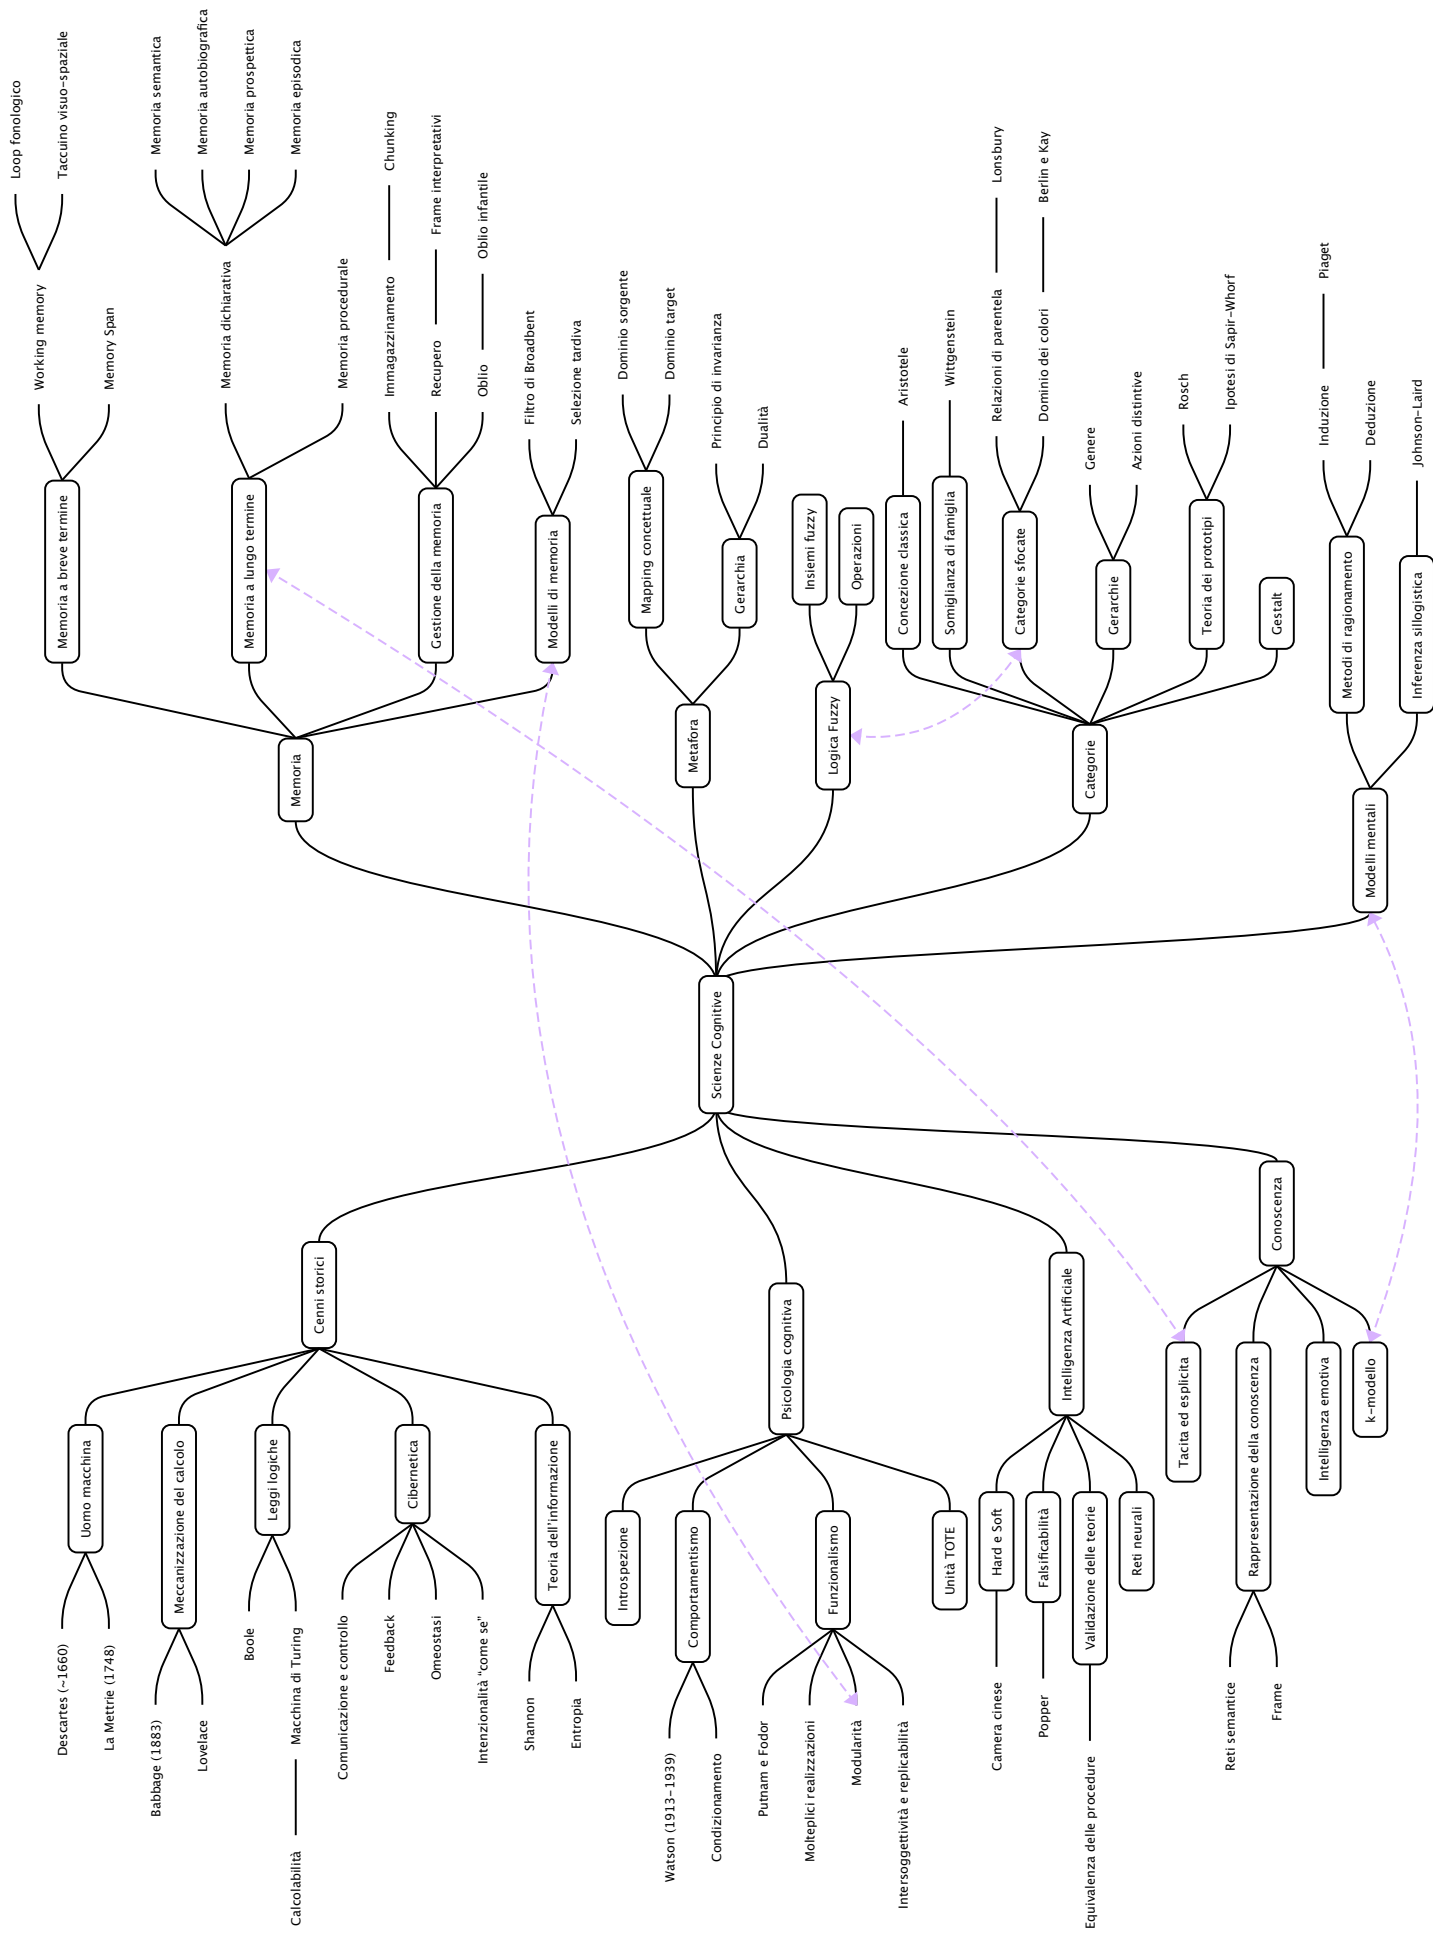 Scienze Cognitive
Cenni storici
Uomo macchina
Descartes (~1660)
La Mettrie (1748)
Meccanizzazione del calcolo
Babbage (1883)
Lovelace
Leggi logiche
Boole
Macchina di Turing
Calcolabilità
Cibernetica
Comunicazione e controllo
Feedback
Omeostasi
Intenzionalità "come se"
Teoria dell'informazione
Shannon
Entropia
Psicologia cognitiva
Introspezione
Comportamentismo
Watson (1913-1939)
Condizionamento
Funzionalismo
Putnam e Fodor
Molteplici realizzazioni
Modularità
Intersoggettività e replicabilità
Unità TOTE
Intelligenza Artificiale
Hard e Soft
Camera cinese
Falsificabilità
Popper
Validazione delle teorie
Equivalenza delle procedure
Reti neurali
Conoscenza
Tacita ed esplicita
Rappresentazione della conoscenza
Reti semantice
Frame
Intelligenza emotiva
k-modello
Memoria
Memoria a breve termine
Working memory
Loop fonologico
Taccuino visuo-spaziale
Memory Span
Memoria a lungo termine
Memoria dichiarativa
Memoria semantica
Memoria autobiografica
Memoria prospettica
Memoria episodica
Memoria procedurale
Gestione della memoria
Immagazzinamento
Chunking
Recupero
Frame interpretativi
Oblio
Oblio infantile
Modelli di memoria
Filtro di Broadbent
Selezione tardiva
Metafora
Mapping concettuale
Dominio sorgente
Dominio target
Gerarchia
Principio di invarianza
Dualità
Logica Fuzzy
Insiemi fuzzy
Operazioni
Categorie
Concezione classica
Aristotele
Somiglianza di famiglia
Wittgenstein
Categorie sfocate
Relazioni di parentela
Lonsbury
Dominio dei colori
Berlin e Kay
Gerarchie
Genere
Azioni distintive
Teoria dei prototipi
Rosch
Ipotesi di Sapir-Whorf
Gestalt
Modelli mentali
Metodi di ragionamento
Induzione
Piaget
Deduzione
Inferenza sillogistica
Johnson-Laird